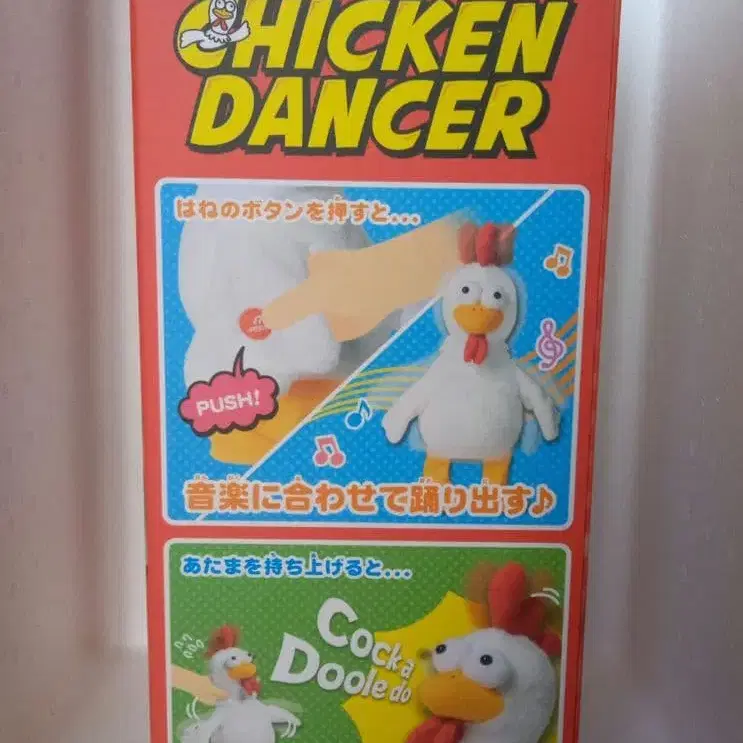 CHICKEN
DANCER
はねのボタンを押すと...
PUSH!
音楽に合わせて踊り出す♪
あたまを持ち上げると...
Cock a
Doole do